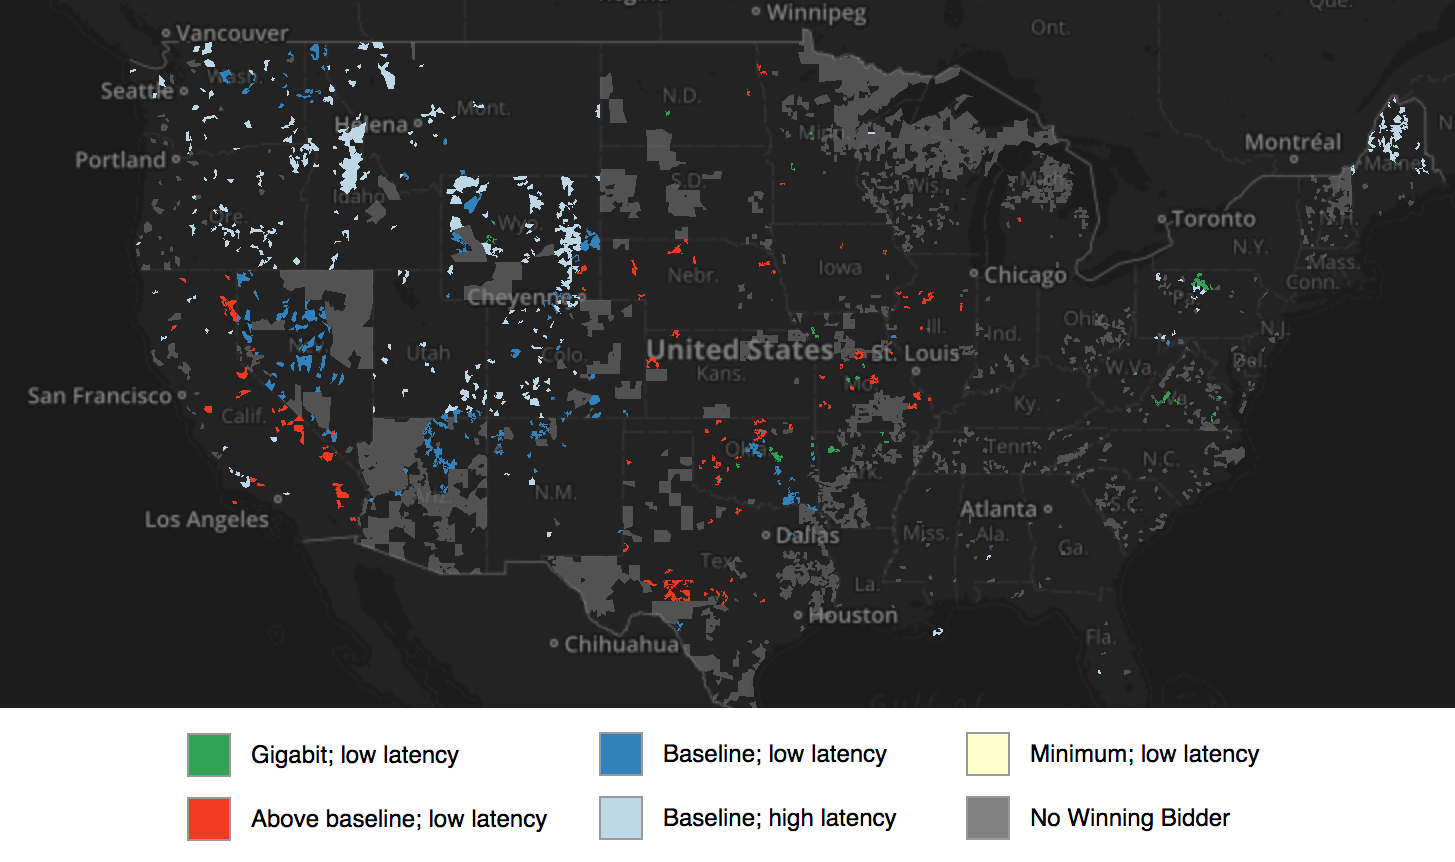 Winnipeg
Ont.
Que.
Vancouver
Wash.
Seattle
N.D.
Mont.
Helena
Minn.
Montréal
Portland
Maine
S.D.
Wis.
Mich.
Idaho
Ore.
Wyo.
Toronto
N.H.
N.Y.
Mass.
Iowa
Chicago
Nebr.
Conn.
Cheyenne
Pa.
Ohio
N.J.
Ill.
Ind.
United States
St. Louis
Utah
Colo.
Kans.
W.Va.
Del.
San Francisco
Mo.
Ky.
Va.
Calif.
Okla.
Tenn.
N.C.
Ariz.
N.M.
Ark.
Los Angeles
Atlanta
S.C.
Dallas
Miss.
Ala.
Ga.
Tex.
La.
Houston
Chihuahua
Fla.
Gulf of
Gigabit; low latency
Baseline; low latency
Minimum; low latency
Above baseline; low latency
Baseline; high latency
No Winning Bidder